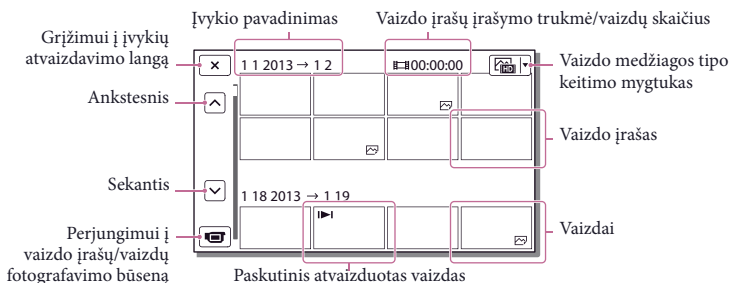 Įvykio pavadinimas
Vaizdo įrašų įrašymo trukmė/vaizdų skaičius
Grįžimui į įvykių
atvaizdavimo langą
1 1 2013 → 1 2
00:00:00
HD
Vaizdo medžiagos tipo
keitimo mygtukas
Ankstesnis
Vaizdo įrašas
Sekantis
1 18 2013 → 1 19
Vaizdai
Perjungimui į
vaizdo įrašų/vaizdų
fotografavimo būseną
Paskutinis atvaizduotas vaizdas